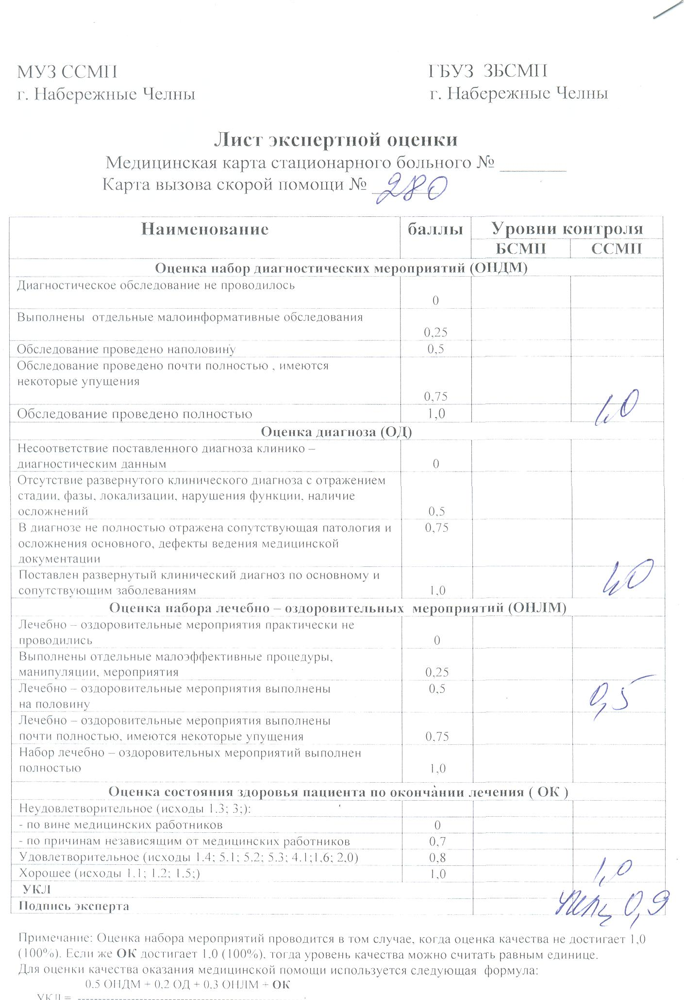 МУЗ ССМП ГБУЗ ЗБСМП
г. Набережные Челны г. Набережные Челны
Лист экспертной оценки
Медицинская карта стационарного больного № ________
Карта вызова скорой помощи № 280
Наименование баллы Уровни контроля
БСМП ССМП
Оценка набор диагностических мероприятий (ОНДМ)
Диагностическое обследование не проводилось
0
Выполнены отдельные малоинформативные обследования
0,25
Обследование проведено наполовину 0,5
Обследование проведено почти полностью , имеются
некоторые упущения
0,75
Обследование проведено полностью 1,0 1,0
Оценка диагноза (ОД)
Несоответствие поставленного диагноза клинико –
диагностическим данным 0
Отсутствие развернутого клинического диагноза с отражением
стадии, фазы, локализации, нарушения функции, наличие
осложнений 0,5
В диагнозе не полностью отражена сопутствующая патология и 0,75
осложнения основного, дефекты ведения медицинской
документации
Поставлен развернутый клинический диагноз по основному и
сопутствующим заболеваниям 1,0 1,0
Оценка набора лечебно – оздоровительных мероприятий (ОНЛМ)
Лечебно – оздоровительные мероприятия практически не
проводились 0
Выполнены отдельные малоэффективные процедуры,
манипуляции, мероприятия 0,25
Лечебно – оздоровительные мероприятия выполнены 0,5 0,5
на половину
Лечебно – оздоровительные мероприятия выполнены
почти полностью, имеются некоторые упущения 0,75
Набор лечебно – оздоровительных мероприятий выполнен
полностью 1,0
Оценка состояния здоровья пациента по окончании лечения ( ОК )
Неудовлетворительное (исходы 1.3; 3;):
- по вине медицинских работников 0
- по причинам независящим от медицинских работников 0,7
Удовлетворительное (исходы 1.4; 5.1; 5.2; 5.3; 4.1;1,6; 2,0) 0,8
Хорошее (исходы 1.1; 1.2; 1.5;) 1,0 1,0
УКЛ
Подпись эксперта 0,9
Примечание: Оценка набора мероприятий проводится в том случае, когда оценка качества не достигает 1,0
(100%). Если же ОК достигает 1,0 (100%), тогда уровень качества можно считать равным единице.
Для оценки качества оказания медицинской помощи используется следующая формула:
0.5 ОНДМ + 0,2 ОД + 0.3 ОНЛМ + ОК
УКЛ = ------------------------------------------------------;